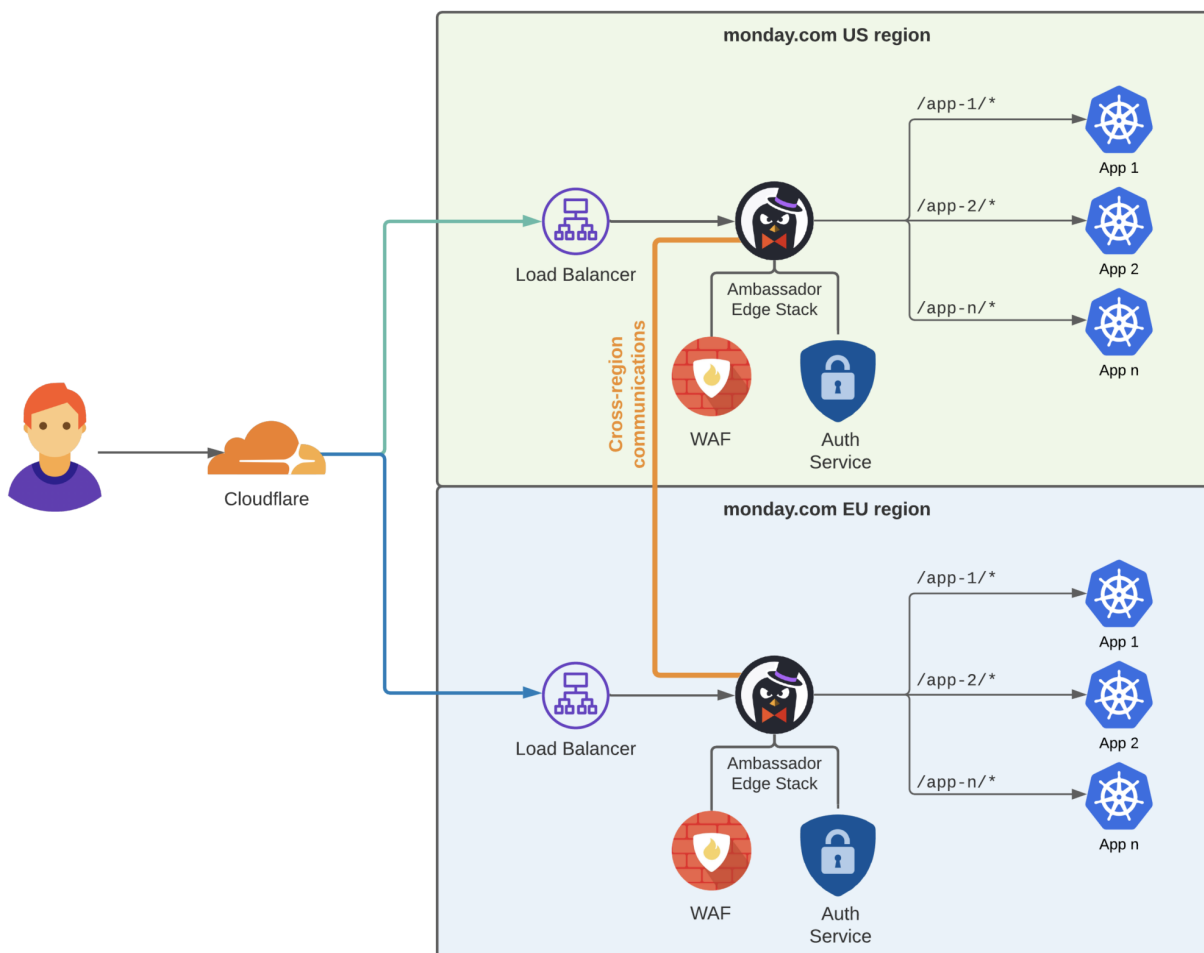 monday.com US region
/app-1/*
App 1
/app-2/*
App 2
/app-n/*
App n
Load Balancer
Ambassador
Edge Stack
WAF
Auth
Service
Cross-region
communications
Cloudflare
monday.com EU region
/app-1/*
App 1
/app-2/*
App 2
/app-n/*
App n
Load Balancer
Ambassador
Edge Stack
WAF
Auth
Service